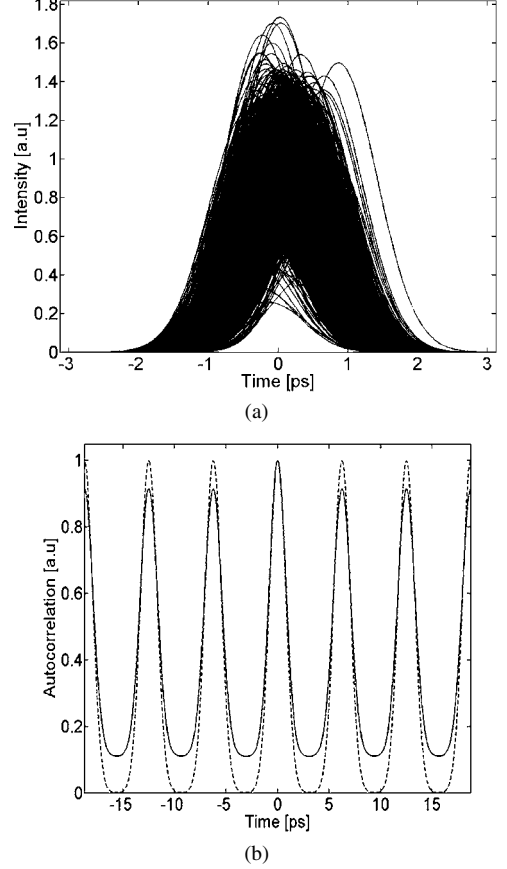 1.8
1.6
1.4
1.2
1
0.8
0.6
0.4
0.2
0
Intensity [a.u]
-3 -2 -1 0 1 2 3
Time [ps]
(a)
1
0.8
0.6
0.4
0.2
0
Autocorrelation [a.u]
-15 -10 -5 0 5 10 15
Time [ps]
(b)